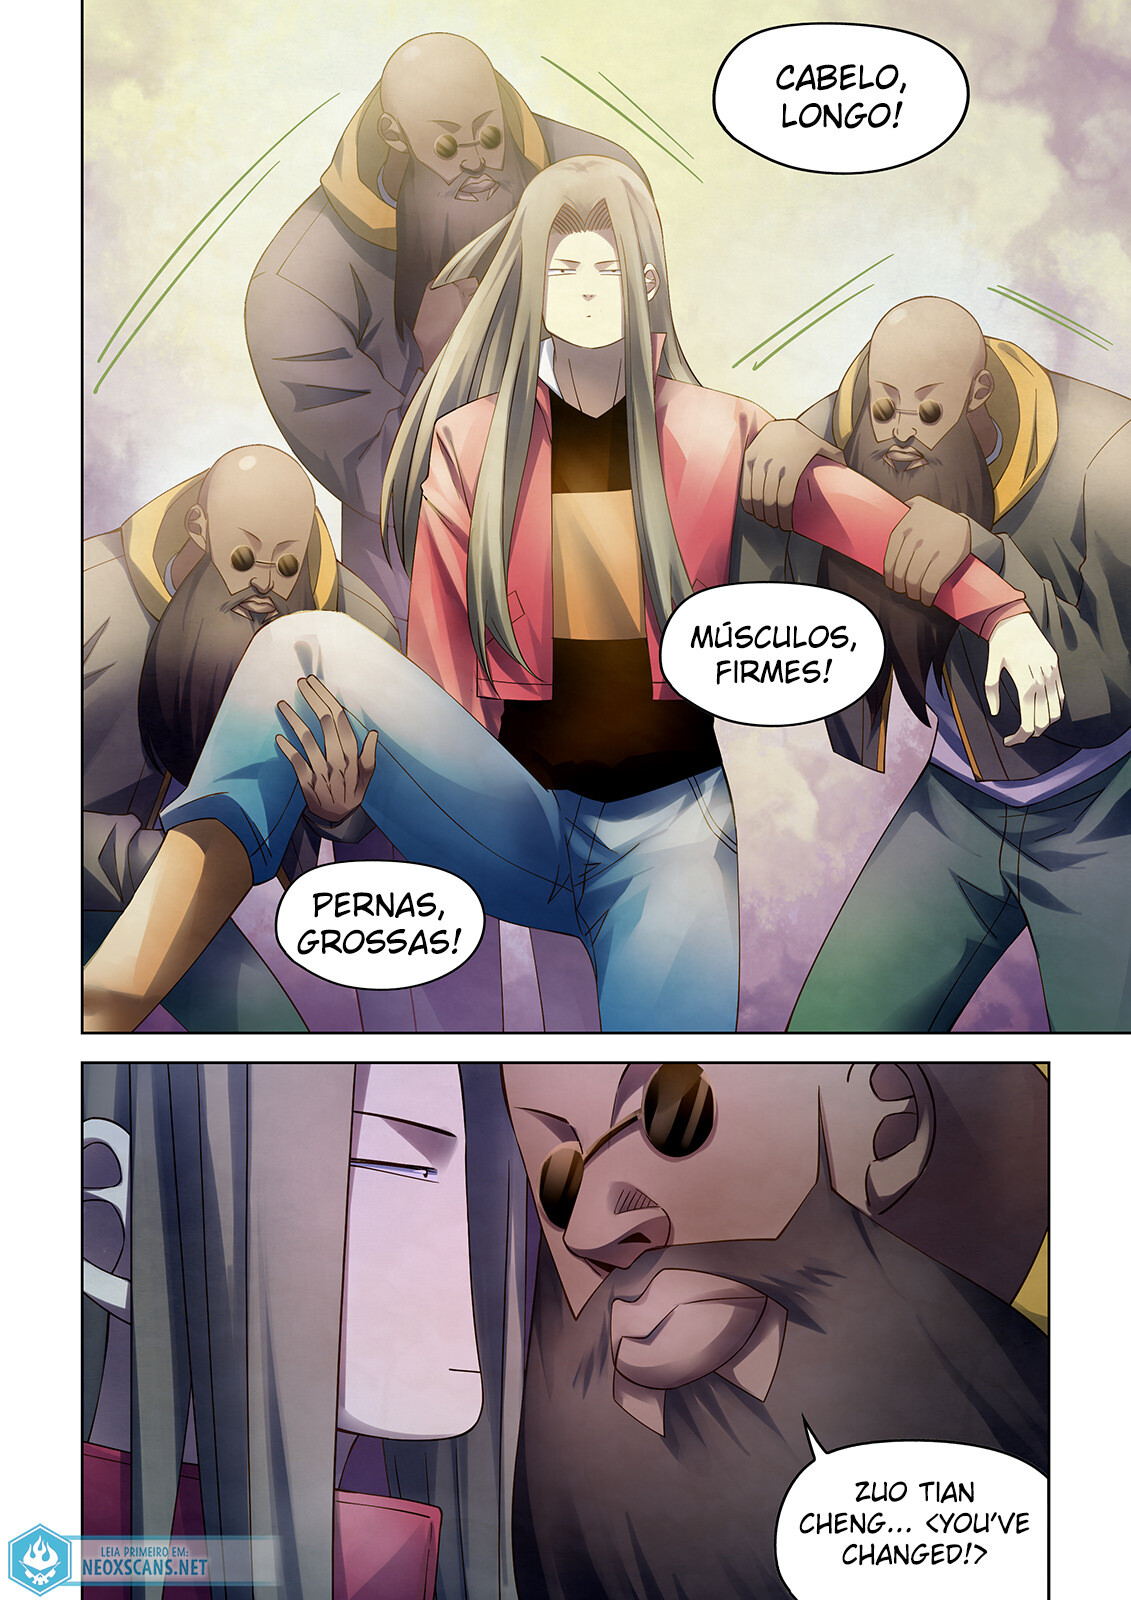 CABELO,
LONGO!
MÚSCULOS,
FIRMES!
PERNAS,
GROSSAS!
ZUO TIAN
CHENG... <YOU'VE
CHANGED!>
LEIA PRIMEIRO EM:
NEOXSCANS.NET